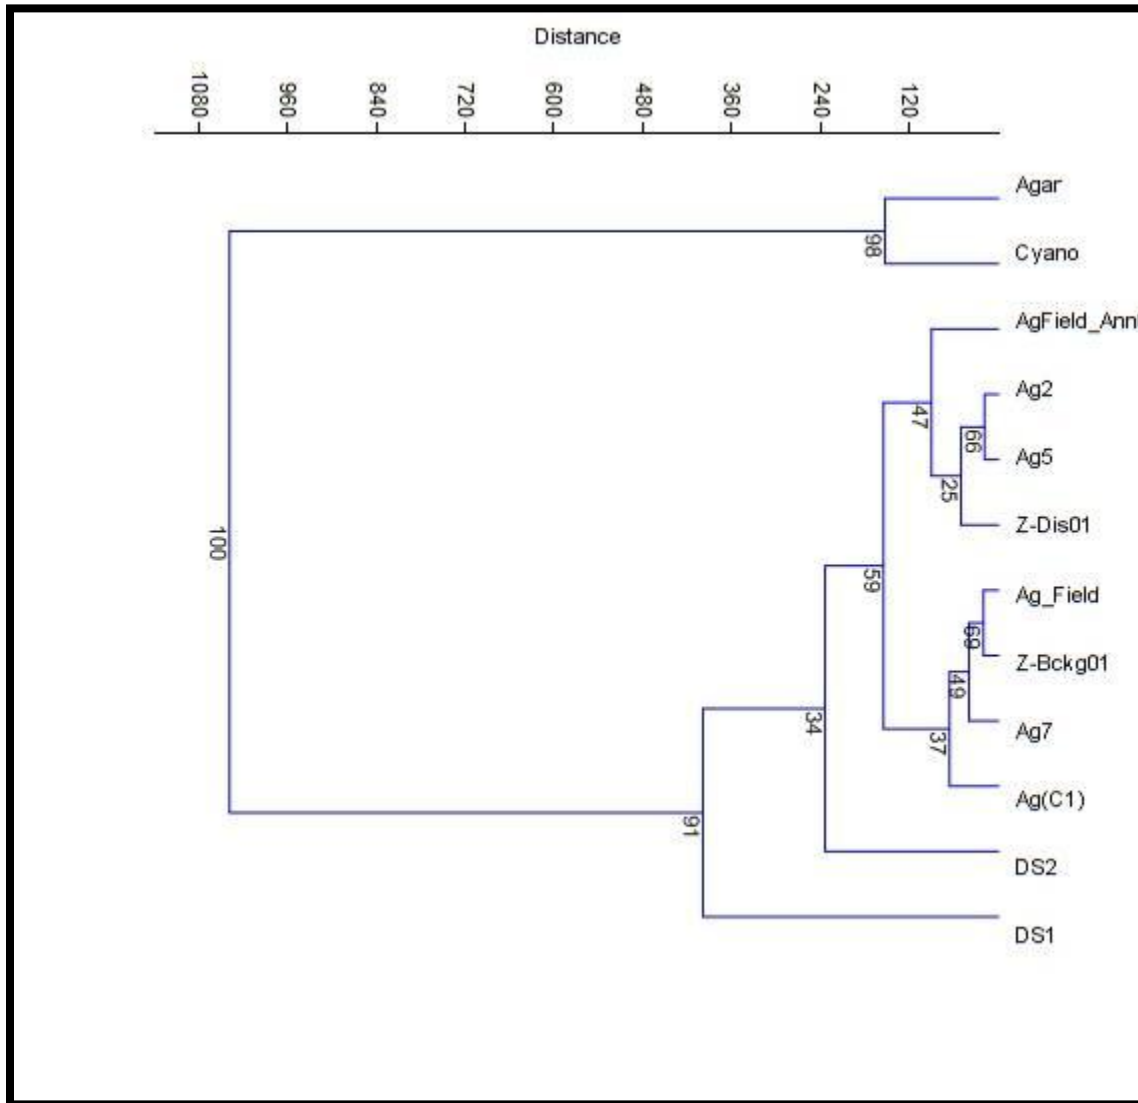 Distance
1080 960 840 720 600 480 360 240 120
Agar
98
Cyano
AgField_Ann
47
Ag2
66
Ag5
25
Z-Dis01
100
59
Ag_Field
69
Z-Bckg01
49
Ag7
34
37
Ag(C1)
91
DS2
DS1